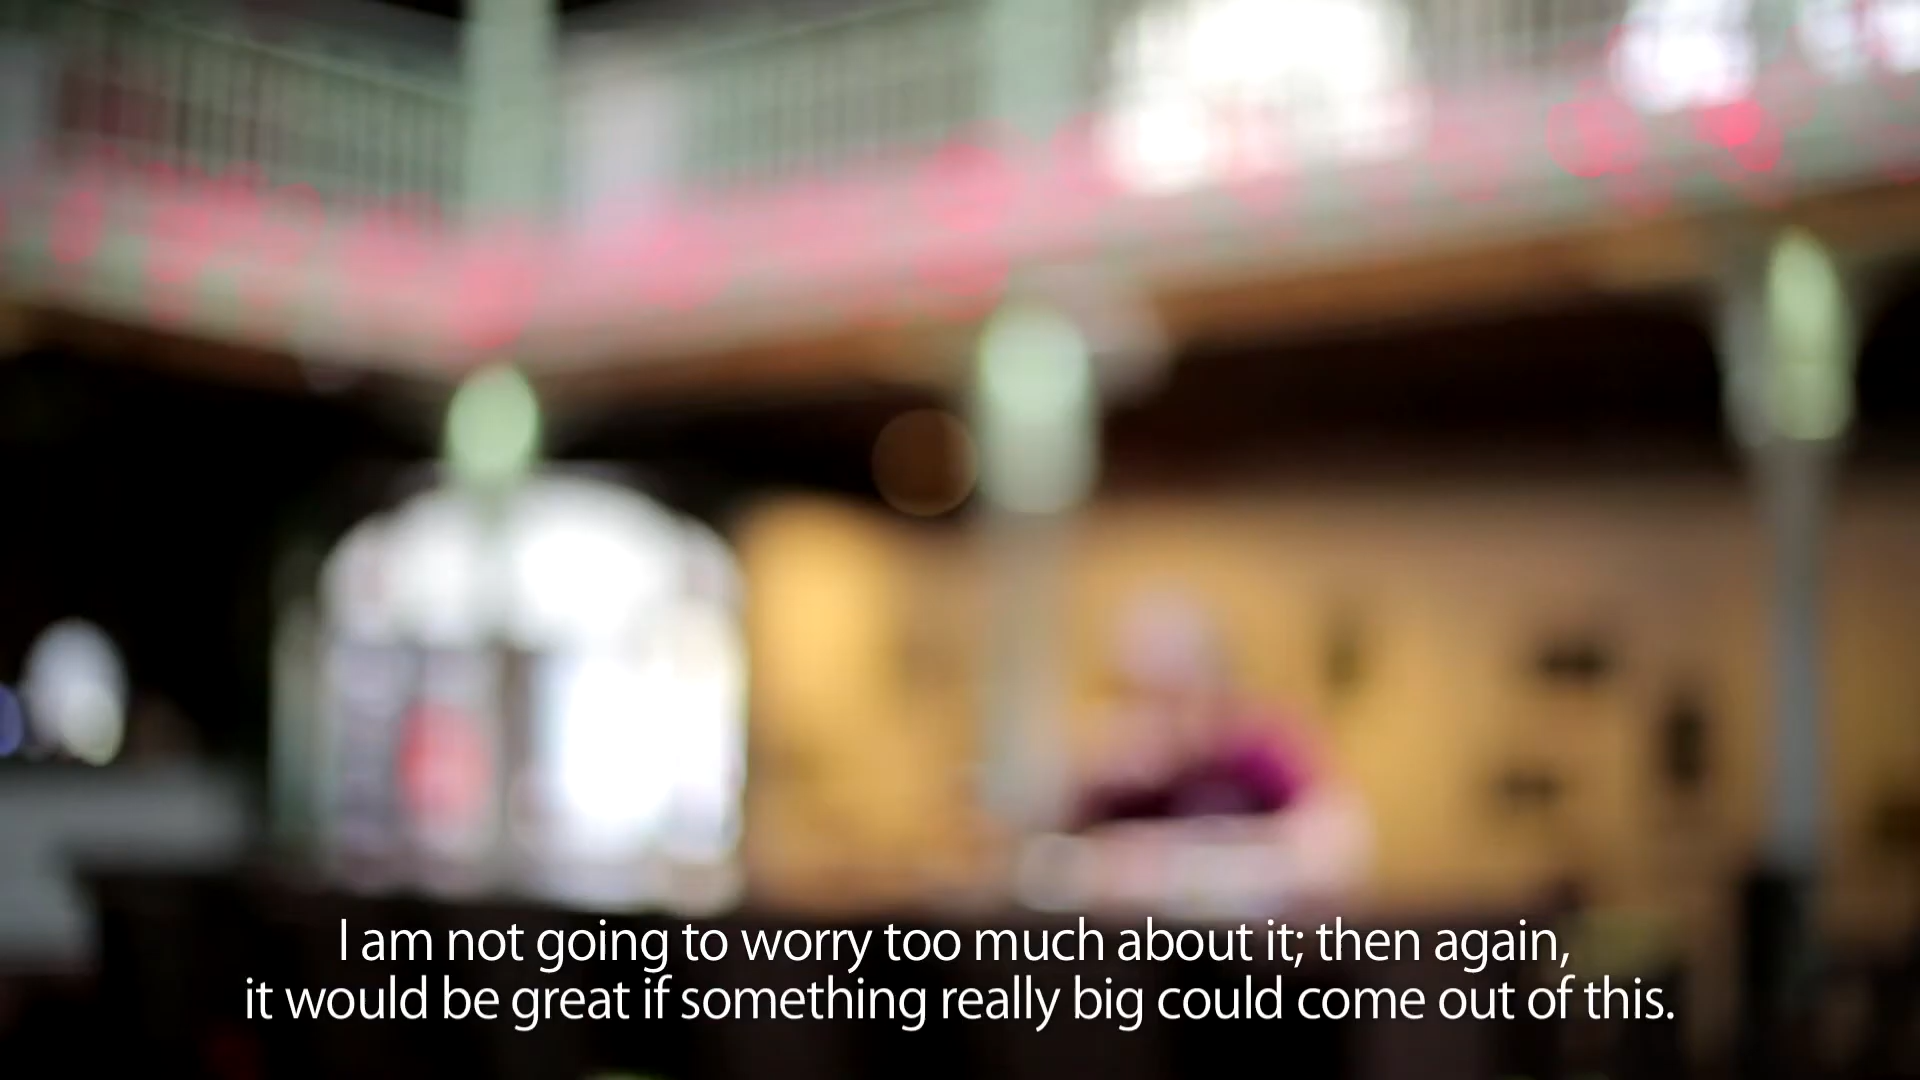 I am not going to worry too much about it; then again,
it would be great if something really big could come out of this.